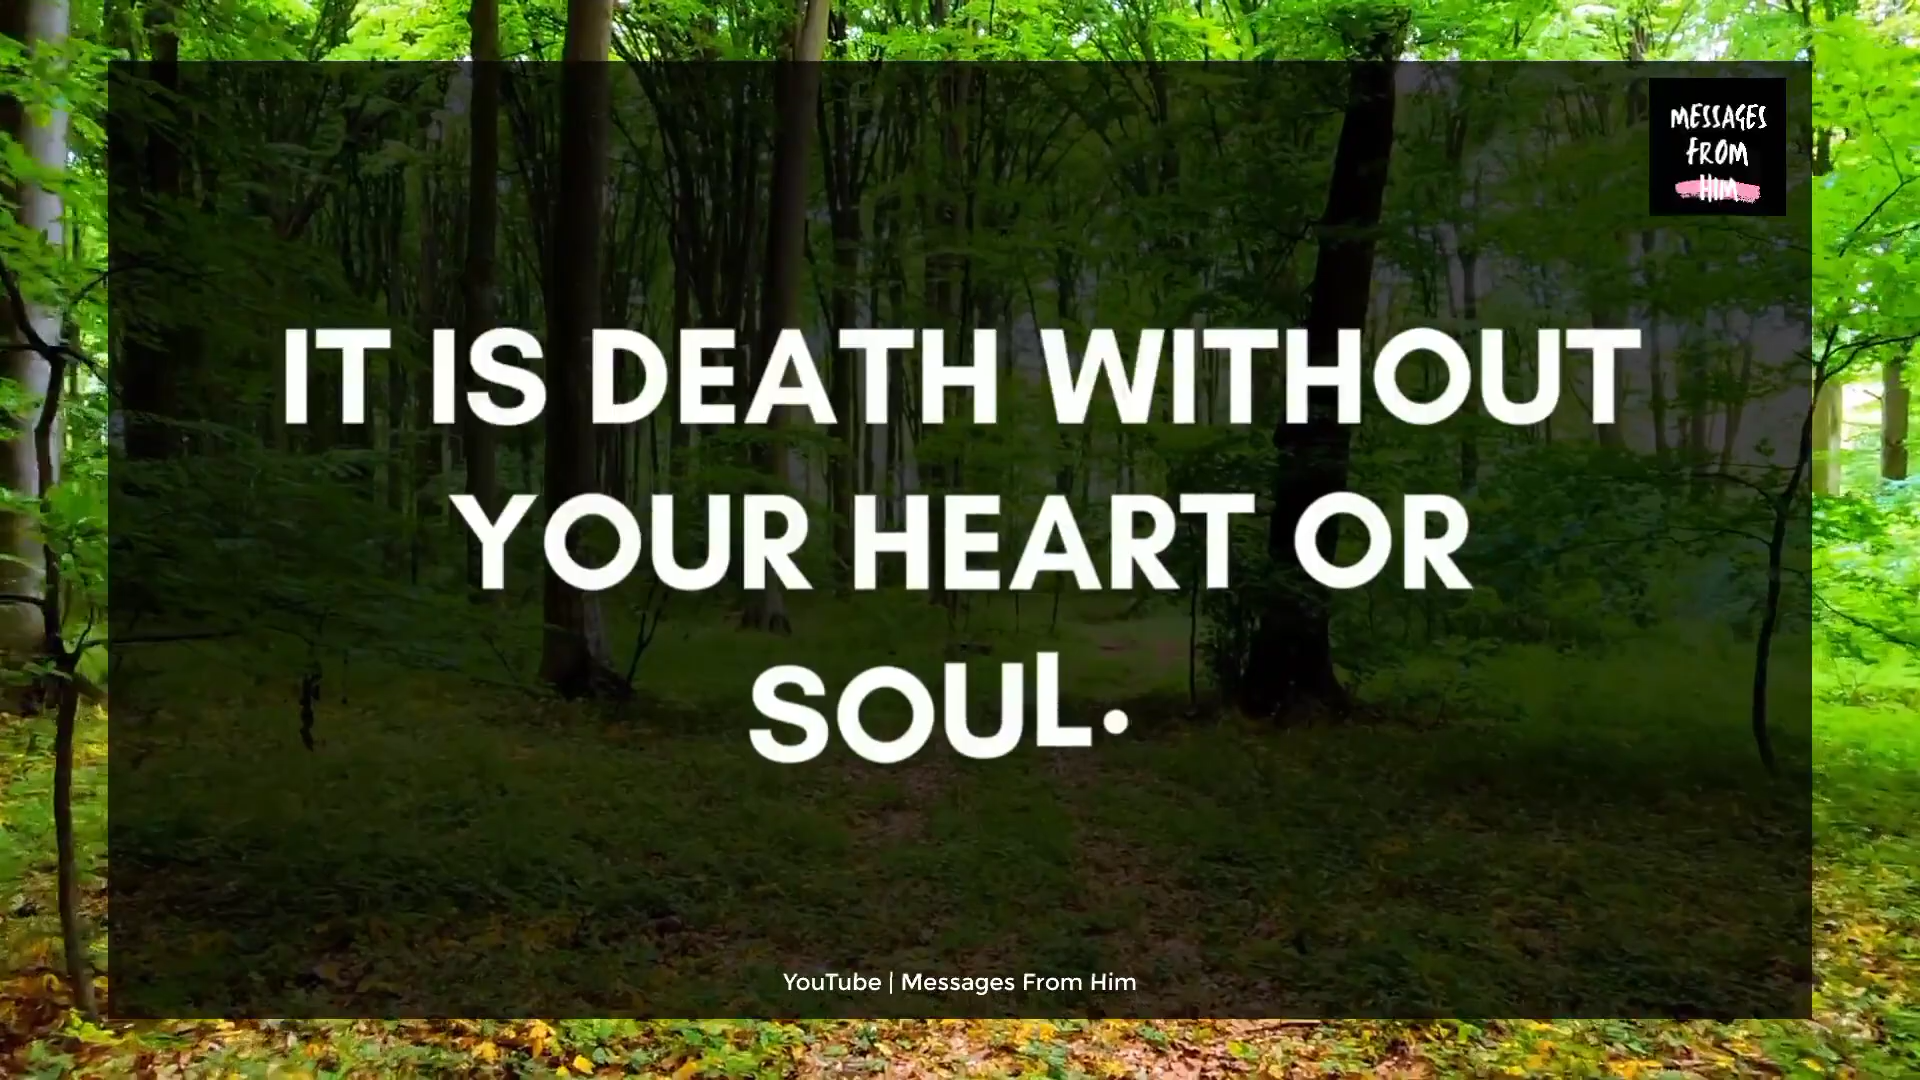 MESSAGES
FROM
HIM
IT IS DEATH WITHOUT
YOUR HEART OR
SOUL.
YouTube | Messages From Him